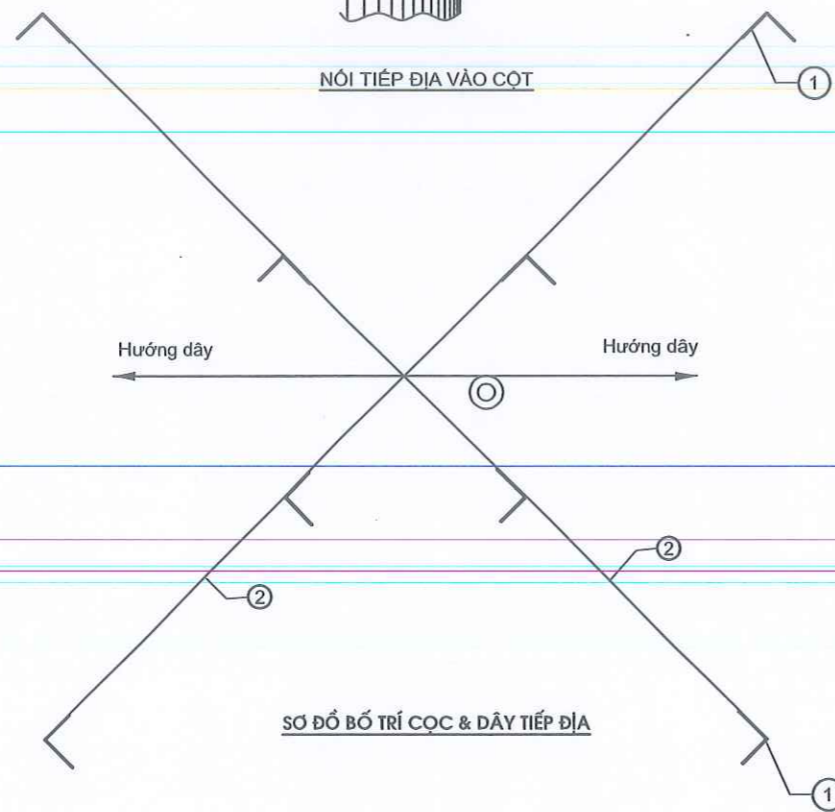 NỐI TIẾP ĐỊA VÀO CỘT
1
Hướng dây
Hướng dây
2
2
SƠ ĐỒ BỐ TRÍ CỌC & DÂY TIẾP ĐỊA
1